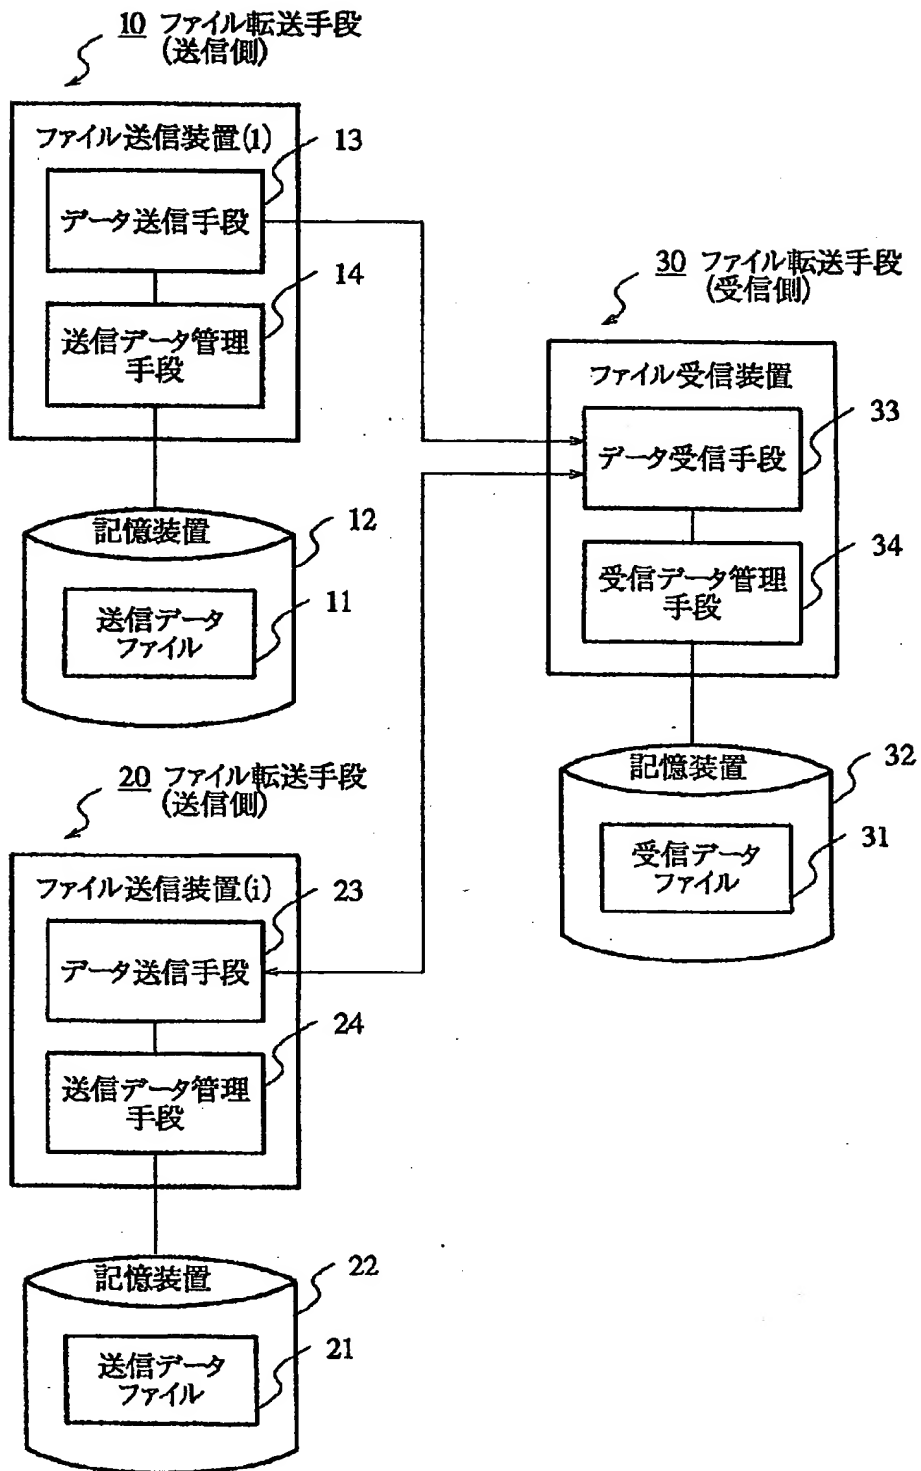 10 ファイル転送手段
(送信側)
ファイル送信装置(1)
13
データ送信手段
14
送信データ管理
手段
記憶装置
12
送信データ
ファイル
11
30 ファイル転送手段
(受信側)
ファイル受信装置
33
データ受信手段
34
受信データ管理
手段
記憶装置
32
受信データ
ファイル
31
20 ファイル転送手段
(送信側)
ファイル送信装置(i)
23
データ送信手段
24
送信データ管理
手段
記憶装置
22
送信データ
ファイル
21